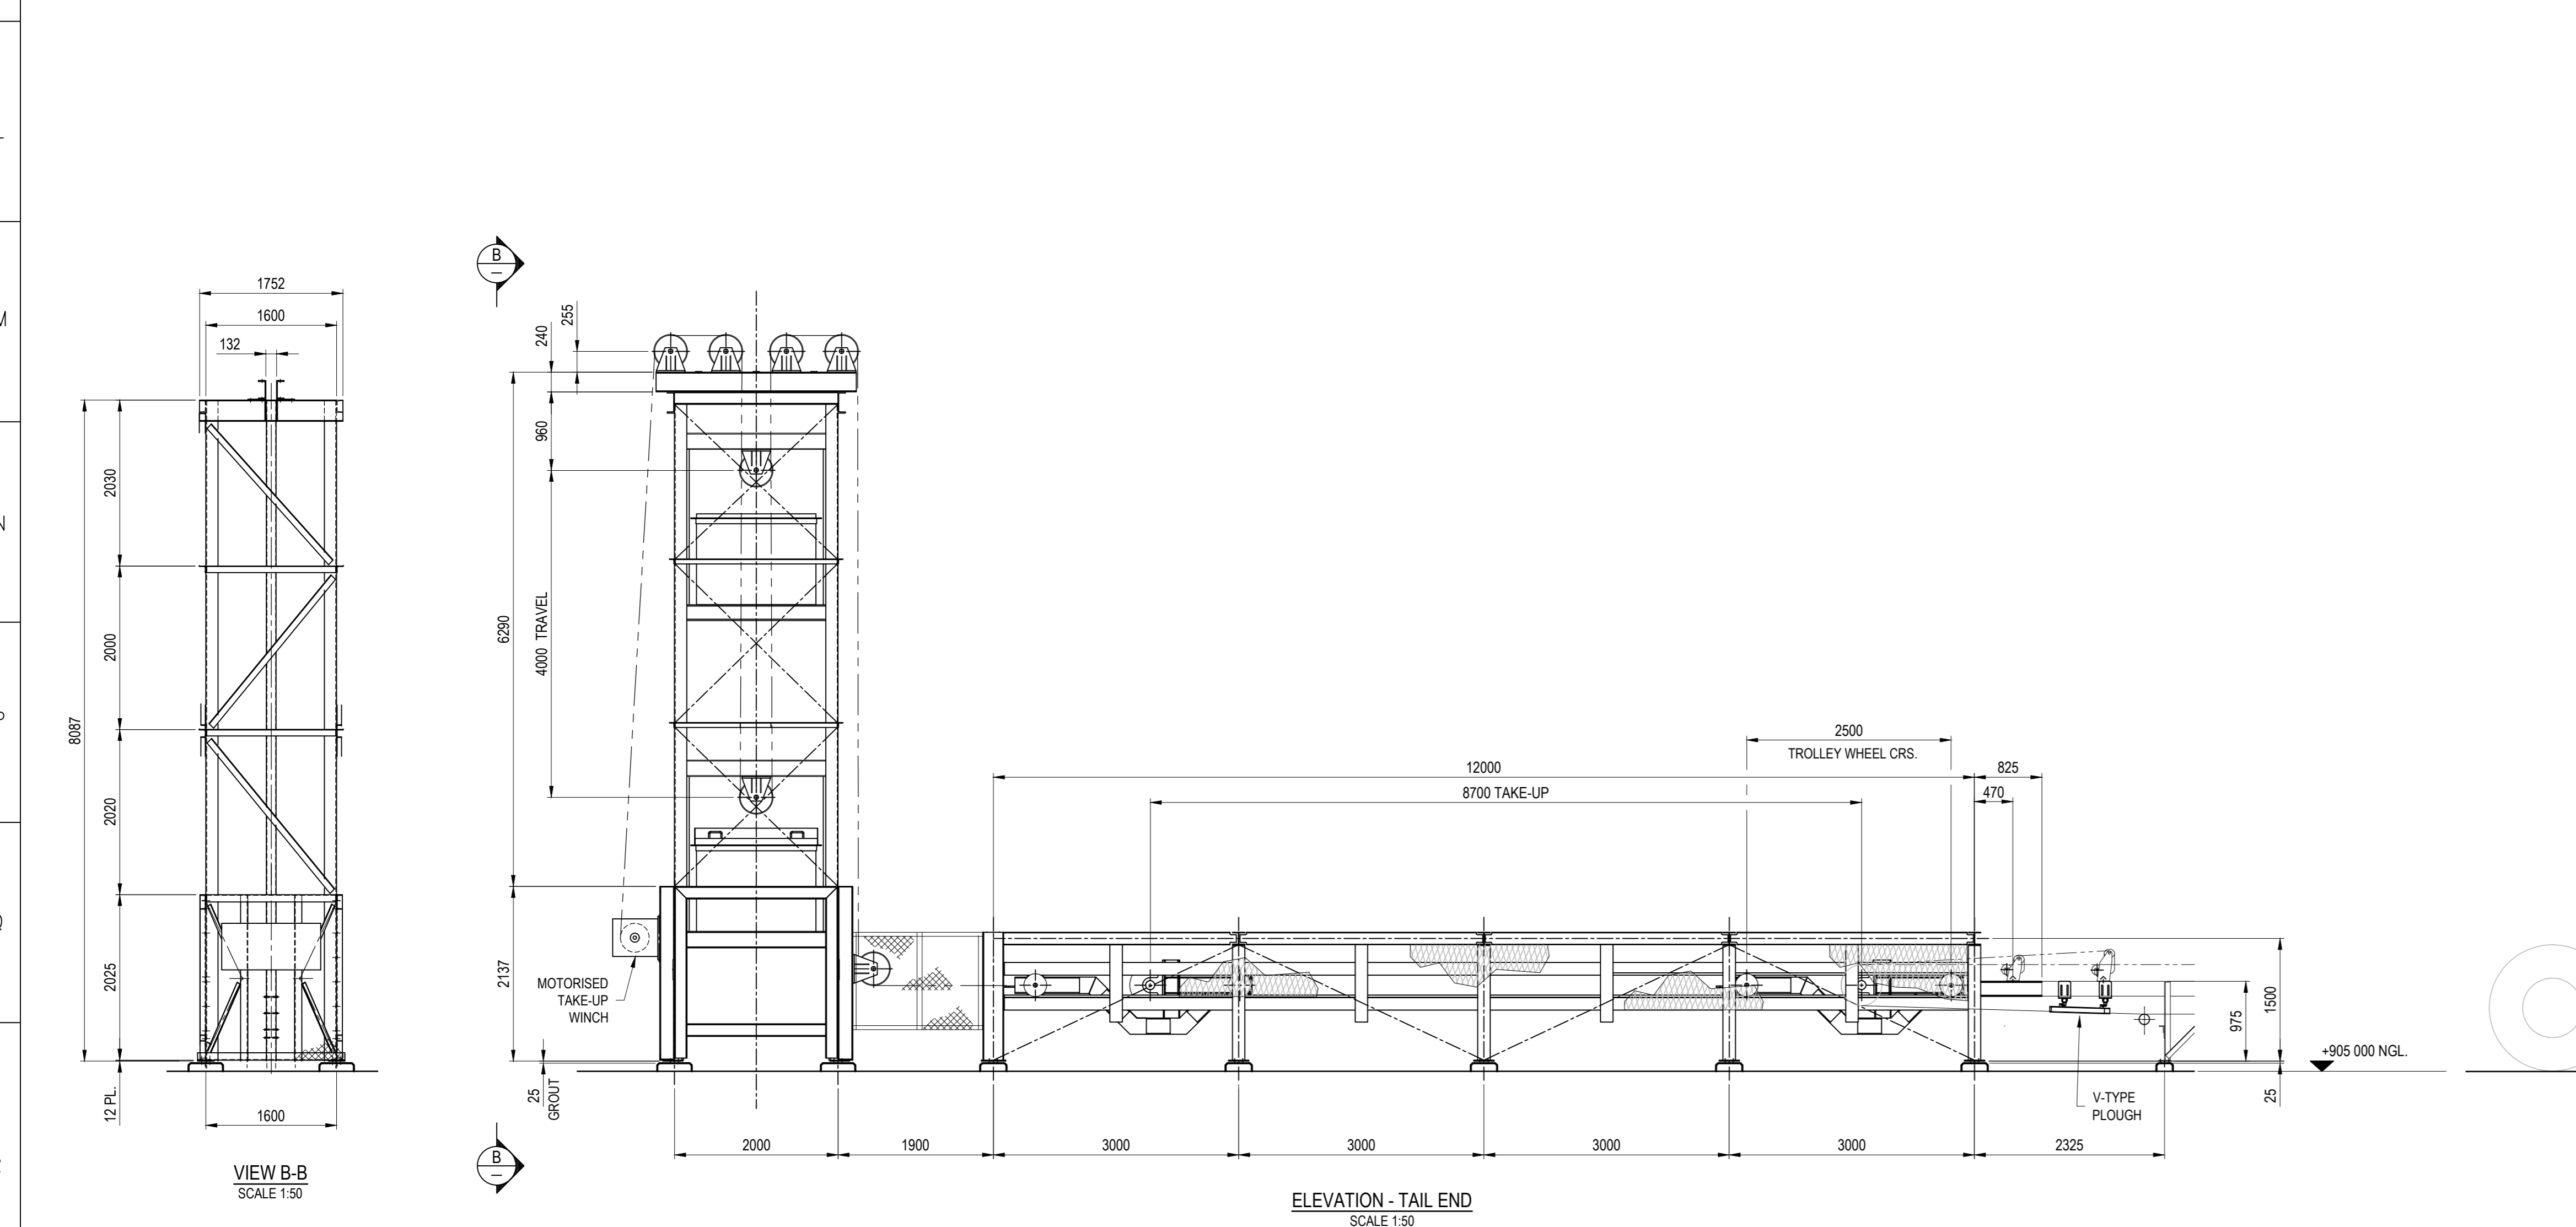 1752
1600
132
8087
2030
2000
2020
2025
12 PL.
1600
VIEW B-B
SCALE 1:50
B
B
255
240
960
4000 TRAVEL
6290
2137
25
GROUT
MOTORISED
TAKE-UP
WINCH
2500
TROLLEY WHEEL CRS.
12000
825
8700 TAKE-UP
470
975
1500
25
+905 000 NGL.
V-TYPE
PLOUGH
2000
1900
3000
3000
3000
3000
2325
ELEVATION - TAIL END
SCALE 1:50
M
N